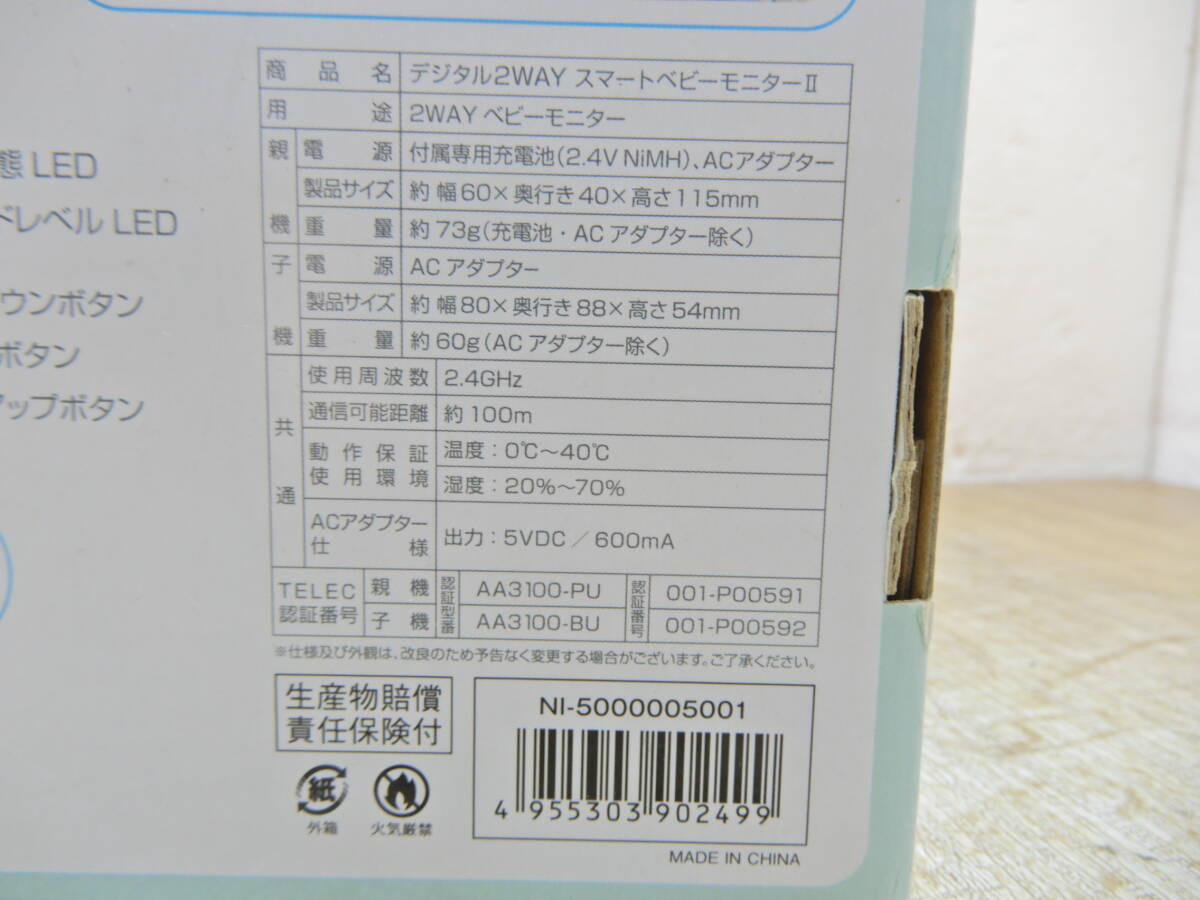 態LED
ドレベルLED
ウンボタン
ボタン
アップボタン
商品名 デジタル2WAY スマートベビーモニターⅡ
用途 2WAY ベビーモニター
親機 電源 付属専用充電池(2.4V NiMH)、ACアダプター
製品サイズ 約 幅60×奥行き40×高さ115mm
重量 約73g(充電池・ACアダプター除く)
子機 電源 ACアダプター
製品サイズ 約 幅80×奥行き88×高さ54mm
重量 約60g(ACアダプター除く)
共通 使用周波数 2.4GHz
通信可能距離 約100m
動作保証 温度:0℃〜40℃
使用環境 湿度:20%〜70%
ACアダプター
仕様 出力:5VDC／600mA
TELEC 親機 認証型番 AA3100-PU 認証番号 001-P00591
認証番号 子機 AA3100-BU 001-P00592
※仕様及び外観は、改良のため予告なく変更する場合がございます。ご了承ください。
生産物賠償
責任保険付
紙
外箱
火気厳禁
NI-5000005001
4 955303 902499
MADE IN CHINA